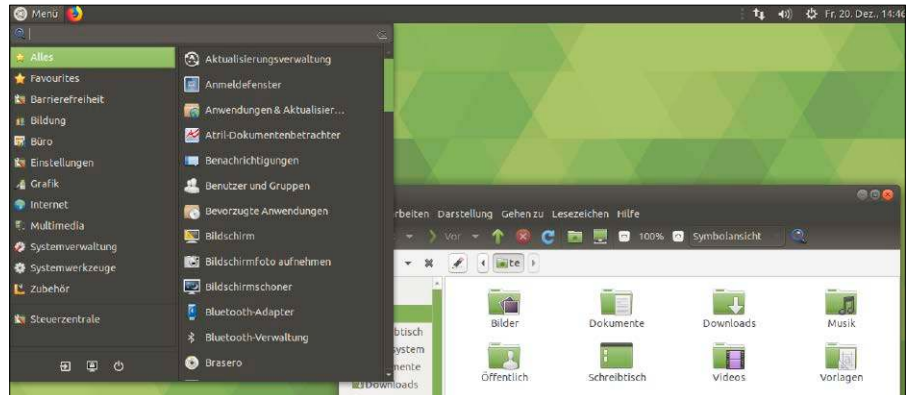 Menü
Fr, 20. Dez., 14:46
Alles
Favourites
Barrierefreiheit
Bildung
Büro
Einstellungen
Grafik
Internet
Multimedia
Systemverwaltung
Systemwerkzeuge
Zubehör
Steuerzentrale
Aktualisierungsverwaltung
Anmeldefenster
Anwendungen & Aktualisier...
Atril-Dokumentenbetrachter
Benachrichtigungen
Benutzer und Gruppen
Bevorzugte Anwendungen
Bildschirm
Bildschirmfoto aufnehmen
Bildschirmschoner
Bluetooth-Adapter
Bluetooth-Verwaltung
Brasero
rbeiten Darstellung Gehen zu Lesezeichen Hilfe
Vor 100% Symbolansicht
te
btisch
system
mente
Downloads
Bilder Dokumente Downloads Musik
Öffentlich Schreibtisch Videos Vorlagen